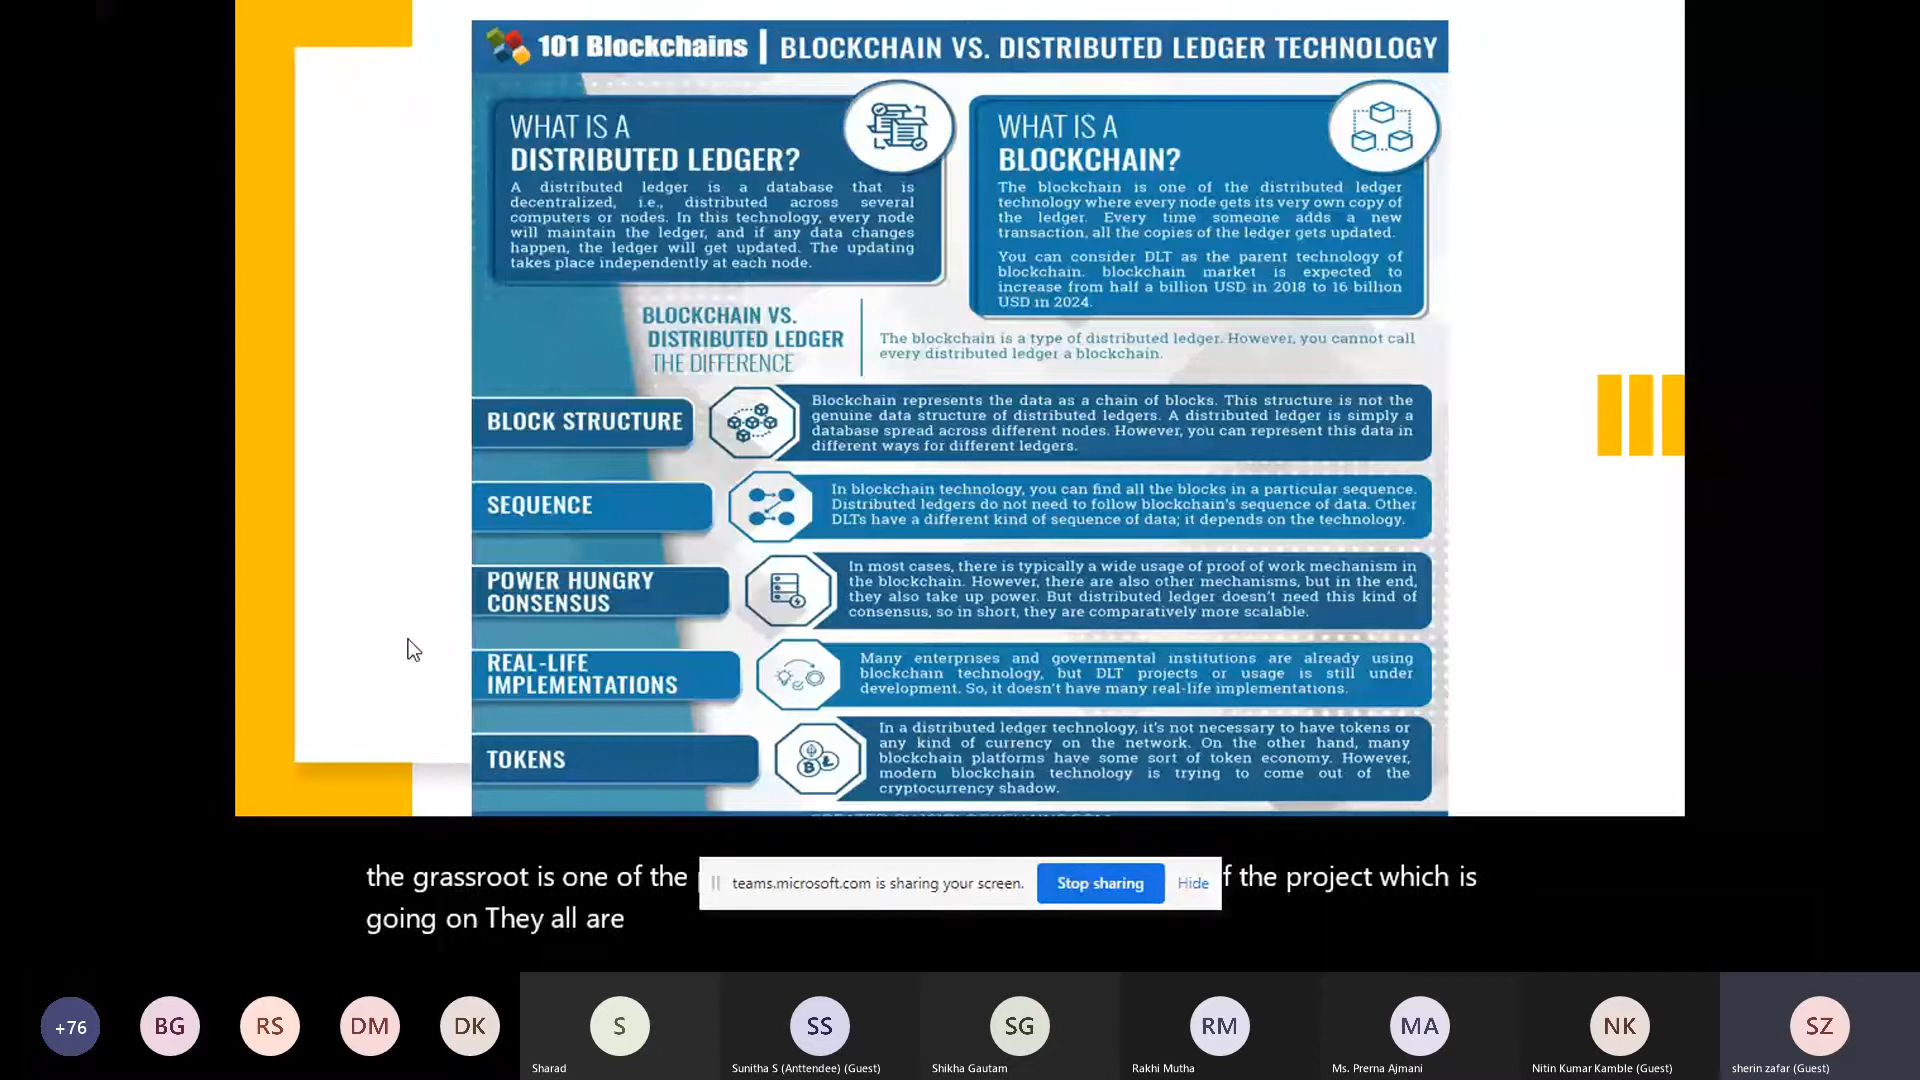 101 Blockchains | BLOCKCHAIN VS. DISTRIBUTED LEDGER TECHNOLOGY
WHAT IS A
DISTRIBUTED LEDGER?
A distributed ledger is a database that is
decentralized, i.e., distributed across several
computers or nodes. In this technology, every node
will maintain the ledger, and if any data changes
happen, the ledger will get updated. The updating
takes place independently at each node.
WHAT IS A
BLOCKCHAIN?
The blockchain is one of the distributed ledger
technology where every node gets its very own copy of
the ledger. Every time someone adds a new
transaction, all the copies of the ledger gets updated.
You can consider DLT as the parent technology of
blockchain. blockchain market is expected to
increase from half a billion USD in 2018 to 16 billion
USD in 2024.
BLOCKCHAIN VS.
DISTRIBUTED LEDGER
THE DIFFERENCE
The blockchain is a type of distributed ledger. However, you cannot call
every distributed ledger a blockchain.
BLOCK STRUCTURE
Blockchain represents the data as a chain of blocks. This structure is not the
genuine data structure of distributed ledgers. A distributed ledger is simply a
database spread across different nodes. However, you can represent this data in
different ways for different ledgers.
SEQUENCE
In blockchain technology, you can find all the blocks in a particular sequence.
Distributed ledgers do not need to follow blockchain's sequence of data. Other
DLTs have a different kind of sequence of data; it depends on the technology.
POWER HUNGRY
CONSENSUS
In most cases, there is typically a wide usage of proof of work mechanism in
the blockchain. However, there are also other mechanisms, but in the end,
they also take up power. But distributed ledger doesn't need this kind of
consensus, so in short, they are comparatively more scalable.
REAL-LIFE
IMPLEMENTATIONS
Many enterprises and governmental institutions are already using
blockchain technology, but DLT projects or usage is still under
development. So, it doesn't have many real-life implementations.
TOKENS
In a distributed ledger technology, it's not necessary to have tokens or
any kind of currency on the network. On the other hand, many
blockchain platforms have some sort of token economy. However,
modern blockchain technology is trying to come out of the
cryptocurrency shadow.
the grassroot is one of the
teams.microsoft.com is sharing your screen.
Stop sharing
Hide
f the project which is
going on They all are
+76
BG
RS
DM
DK
S
SS
SG
RM
MA
NK
SZ
Sharad
Sunitha S (Anttendee) (Guest)
Shikha Gautam
Rakhi Mutha
Ms. Prerna Ajmani
Nitin Kumar Kamble (Guest)
sherin zafar (Guest)